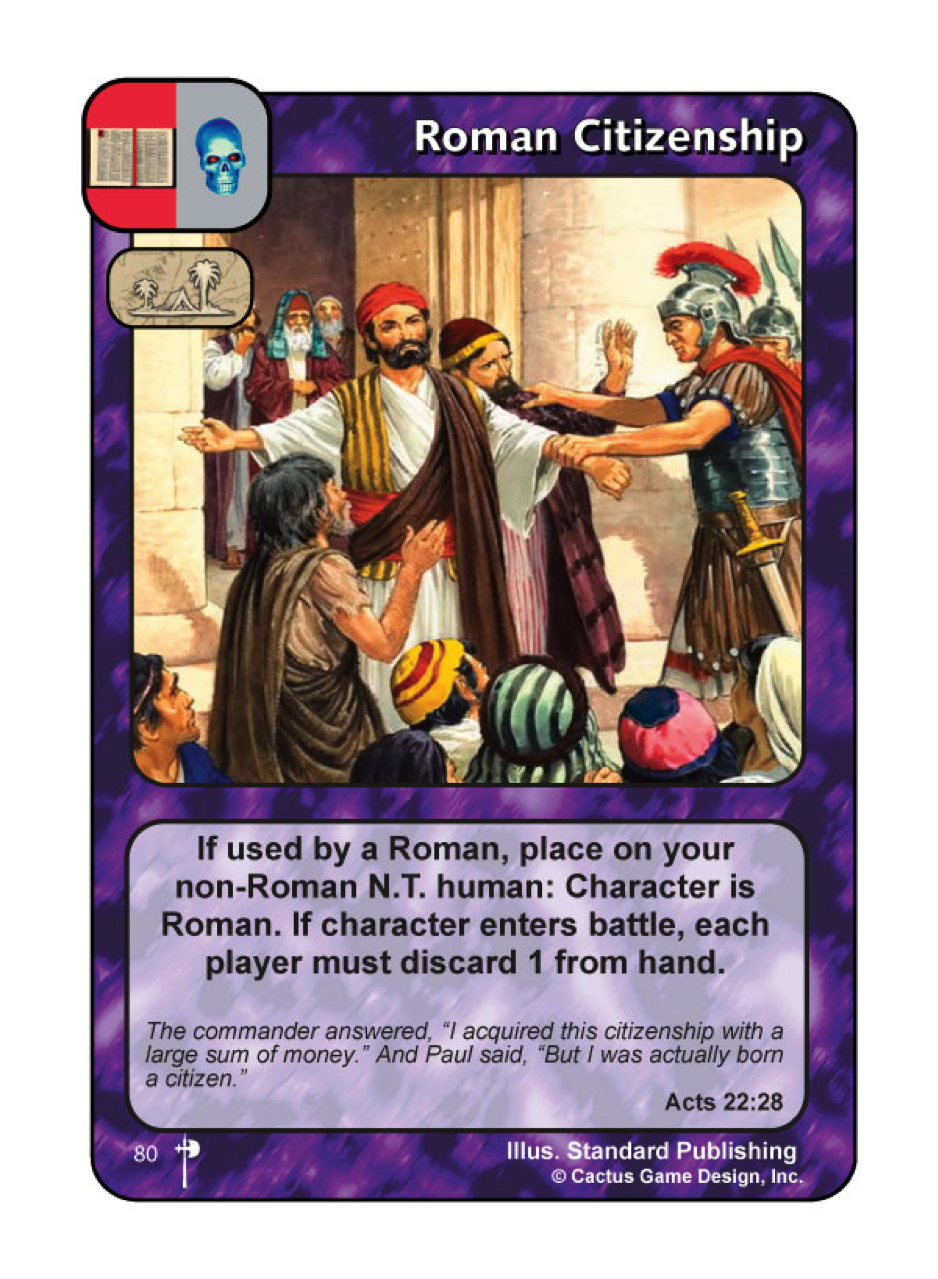 Roman Citizenship
If used by a Roman, place on your
non-Roman N.T. human: Character is
Roman. If character enters battle, each
player must discard 1 from hand.
The commander answered, “I acquired this citizenship with a
large sum of money.” And Paul said, “But I was actually born
a citizen.”
Acts 22:28
80
Illus. Standard Publishing
© Cactus Game Design, Inc.